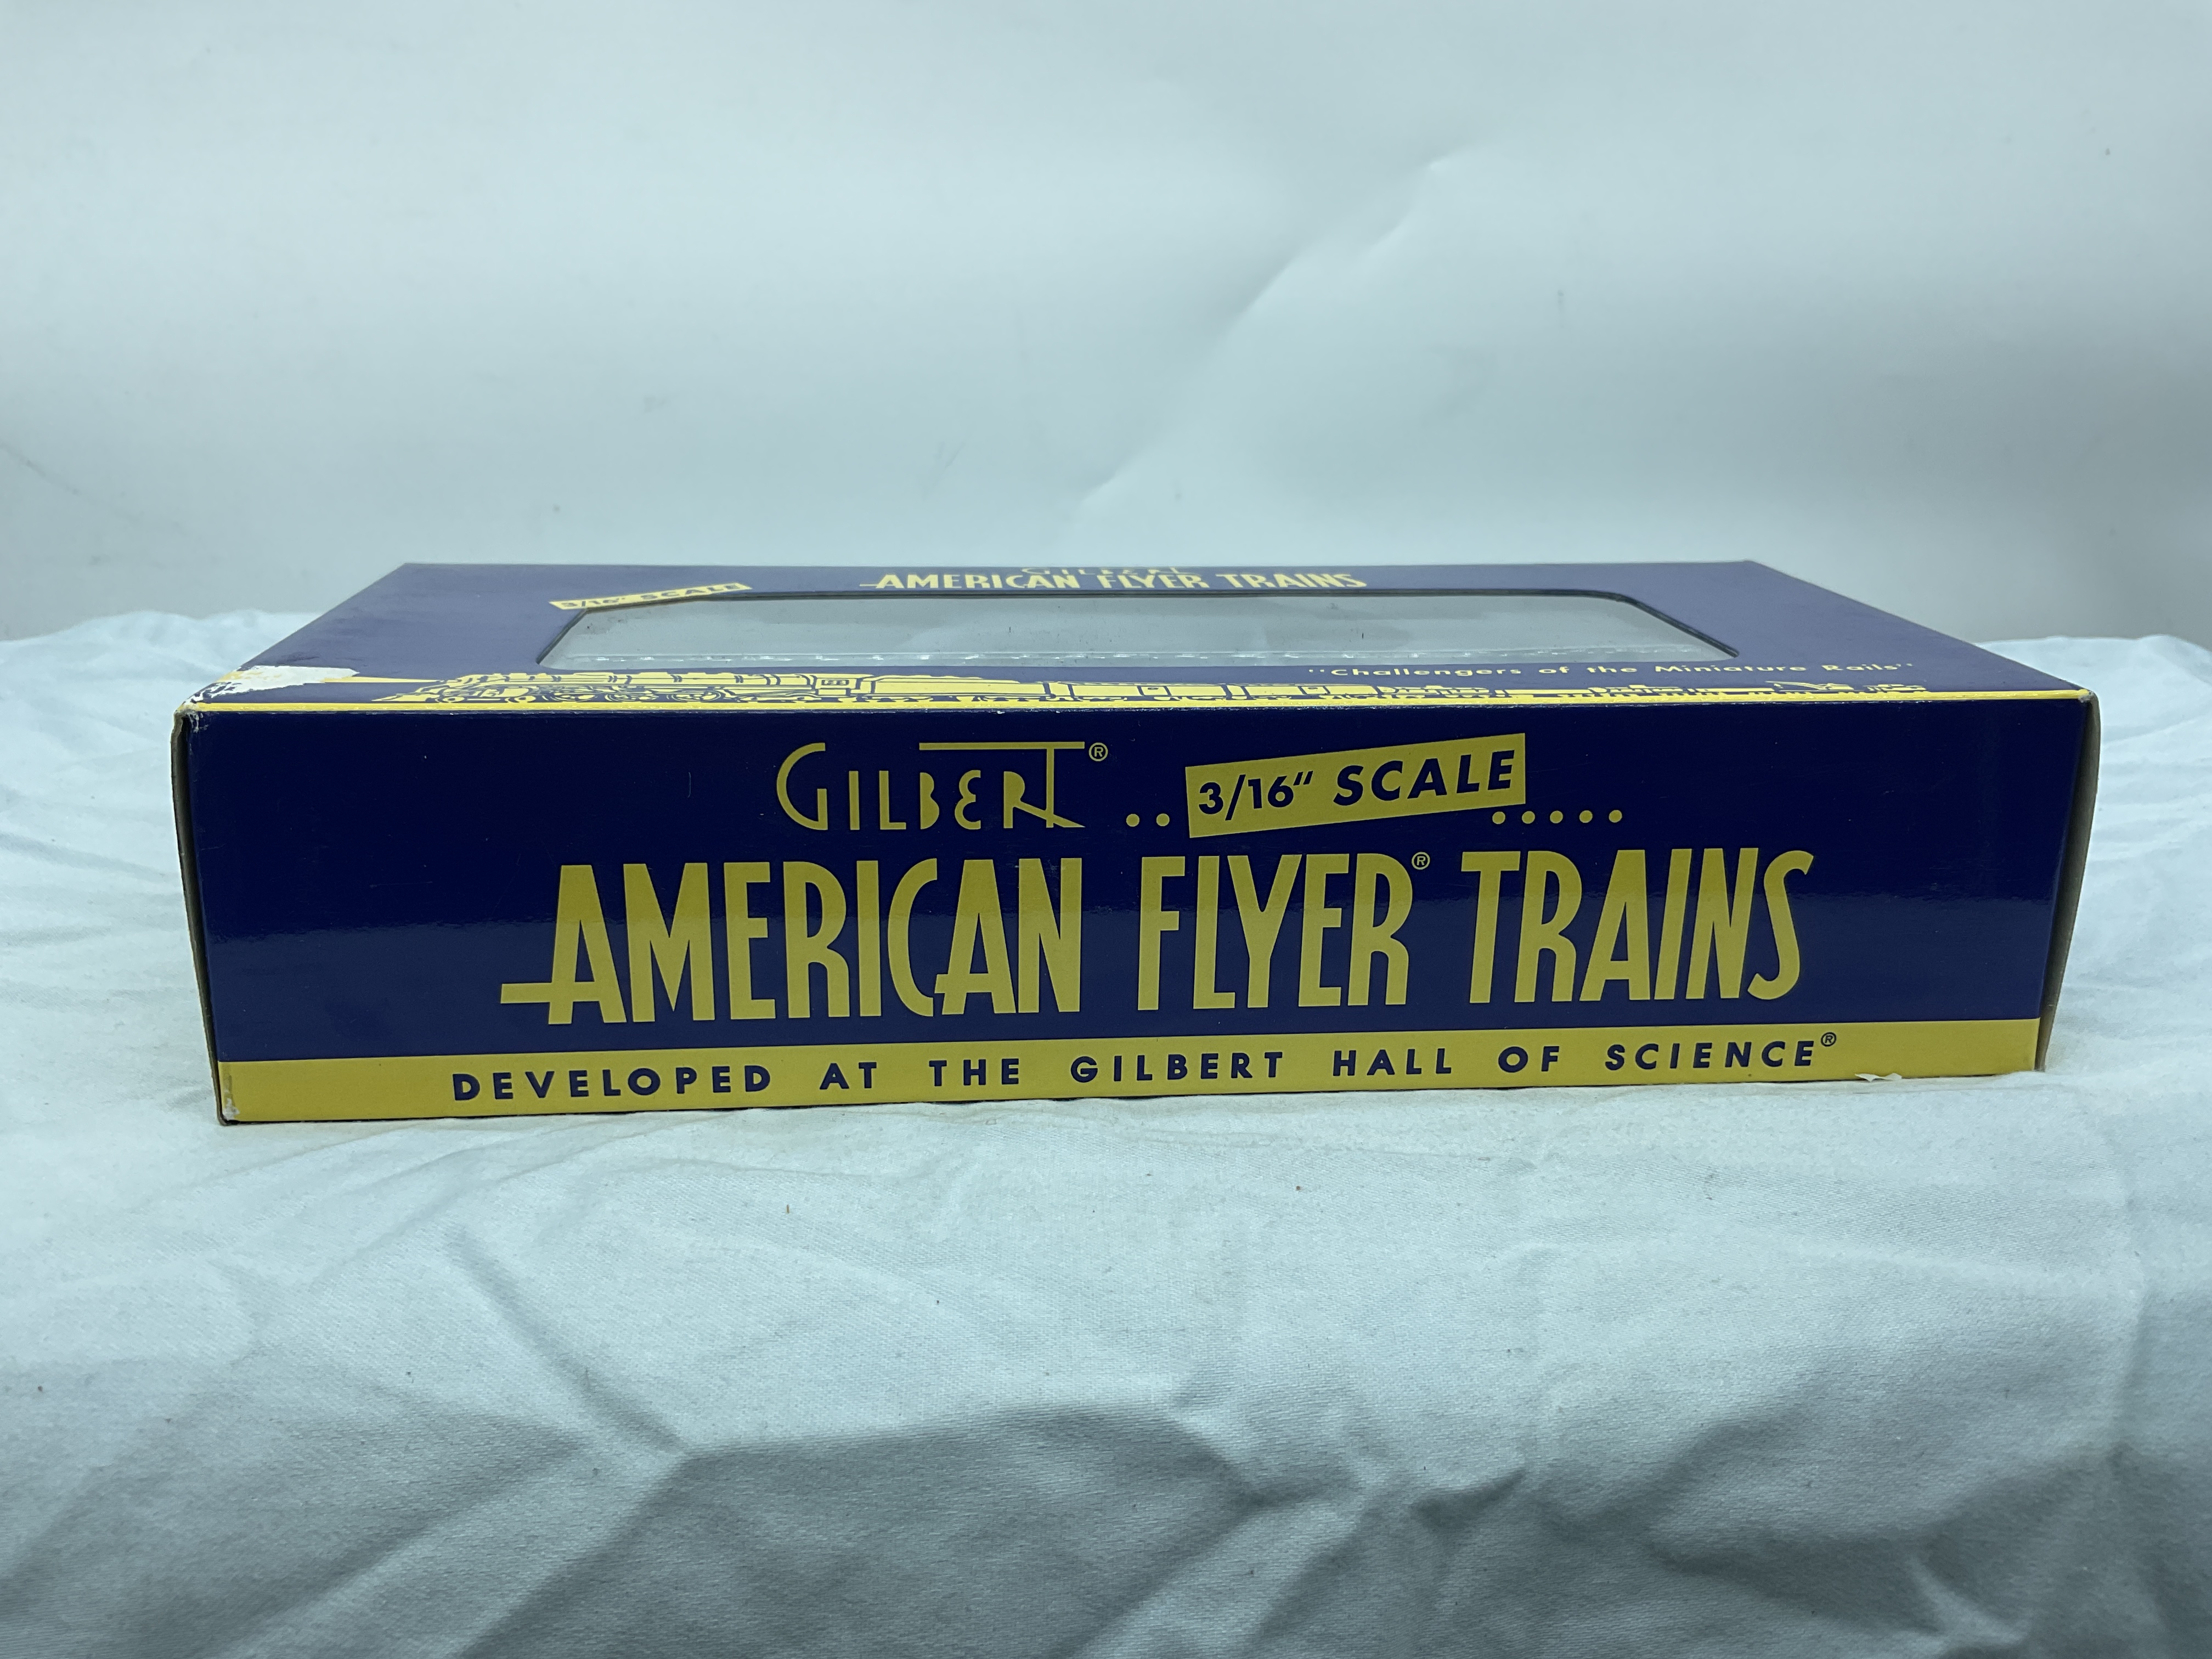 GILBERT
AMERICAN FLYER TRAINS
3/16" SCALE
"Challengers of the Miniature Rails"
GILBERT® .. 3/16" SCALE .....
AMERICAN FLYER® TRAINS
DEVELOPED AT THE GILBERT HALL OF SCIENCE®